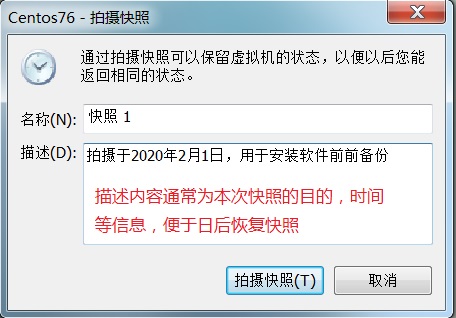 Centos76 - 拍摄快照
通过拍摄快照可以保留虚拟机的状态，以便以后您能
返回相同的状态。
名称(N): 快照 1
描述(D): 拍摄于2020年2月1日，用于安装软件前前备份
描述内容通常为本次快照的目的，时间
等信息，便于日后恢复快照
拍摄快照(T) 取消